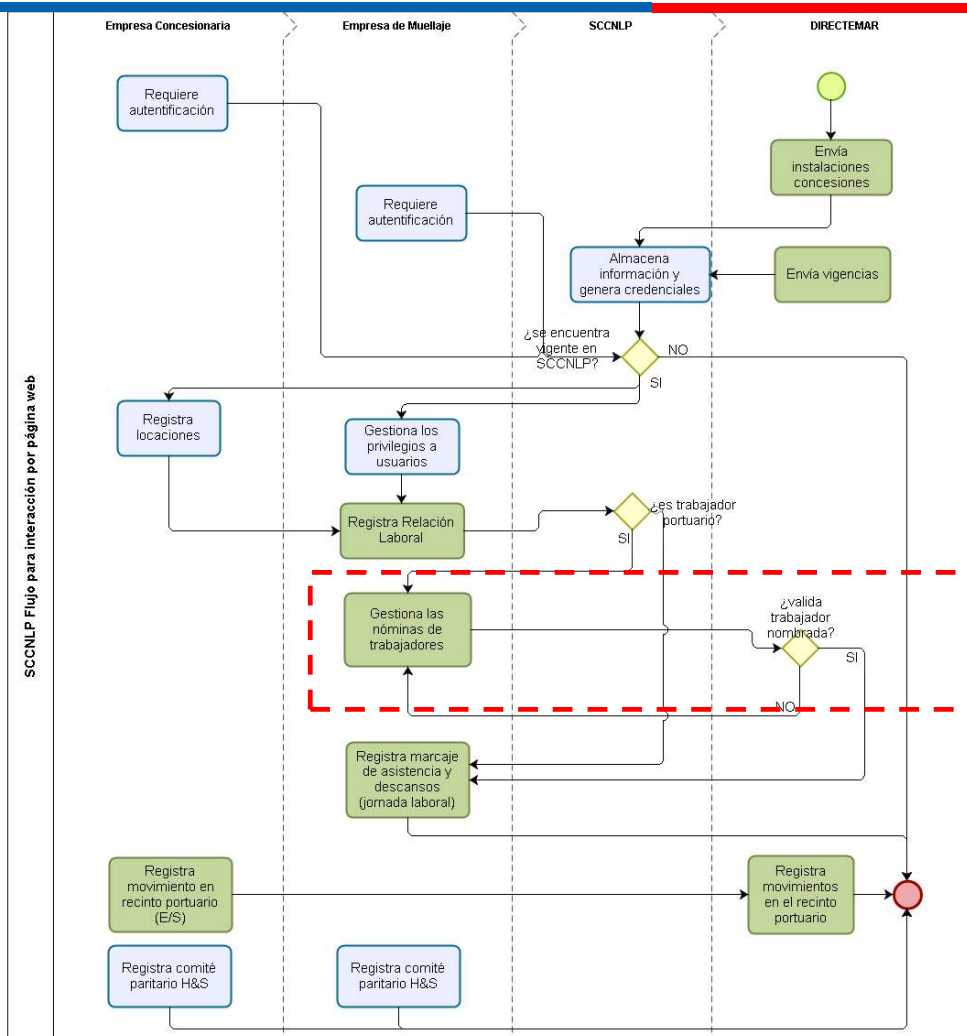 Empresa Concesionaria
Empresa de Muellaje
SCCNLP
DIRECTEMAR
SCCNLP Flujo para interacción por página web
Requiere
autentificación
Envía
instalaciones
concesiones
Requiere
autentificación
Almacena
información y
genera credenciales
Envía vigencias
¿se encuentra
vigente en
SCCNLP?
NO
SI
Registra
locaciones
Gestiona los
privilegios a
usuarios
Registra Relación
Laboral
¿es trabajador
portuario?
SI
Gestiona las
nóminas de
trabajadores
¿valida
trabajador
nombrada?
SI
NO
Registra marcaje
de asistencia y
descansos
(jornada laboral)
Registra
movimiento en
recinto portuario
(E/S)
Registra
movimientos
en el recinto
portuario
Registra comité
paritario H&S
Registra comité
paritario H&S